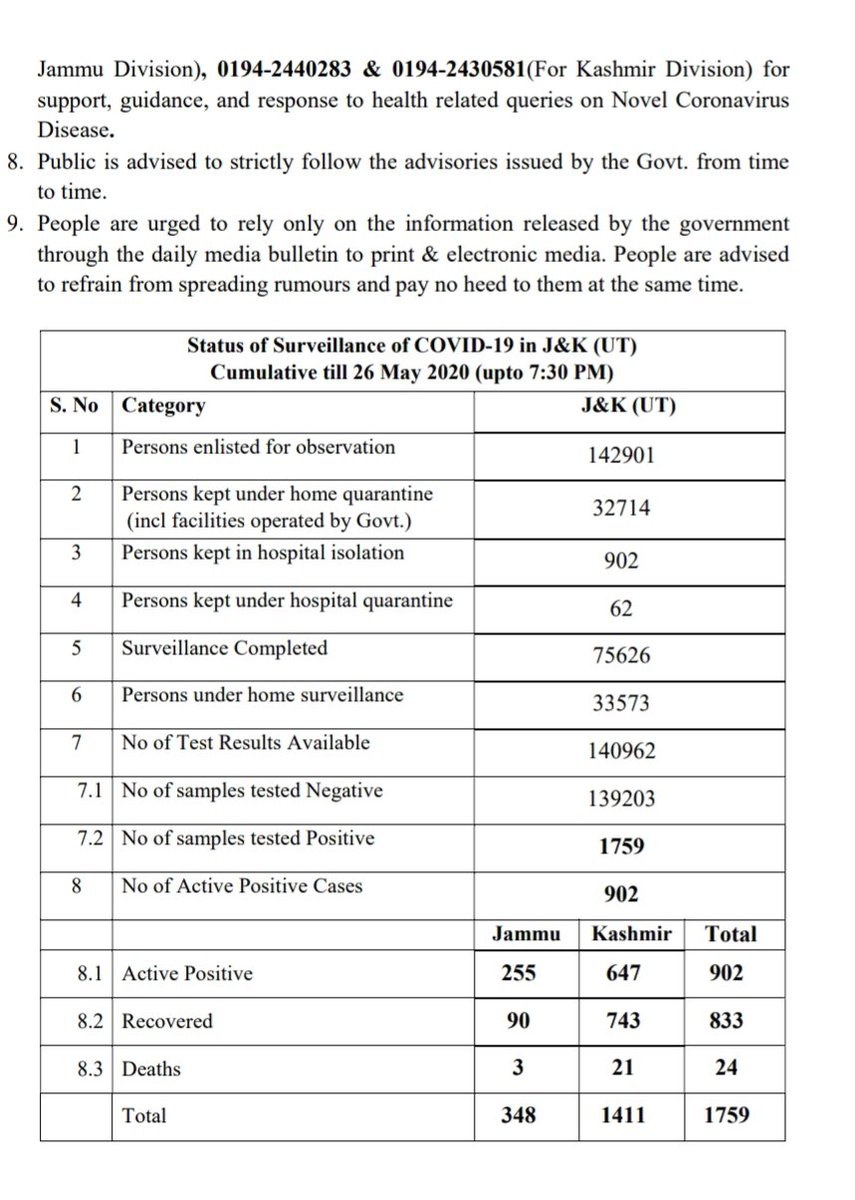 Jammu Division), 0194-2440283 & 0194-2430581(For Kashmir Division) for
support, guidance, and response to health related queries on Novel Coronavirus
Disease.
8. Public is advised to strictly follow the advisories issued by the Govt. from time
to time.
9. People are urged to rely only on the information released by the government
through the daily media bulletin to print & electronic media. People are advised
to refrain from spreading rumours and pay no heed to them at the same time.
Status of Surveillance of COVID-19 in J&K (UT)
Cumulative till 26 May 2020 (upto 7:30 PM)
S. No Category J&K (UT)
1 Persons enlisted for observation 142901
2 Persons kept under home quarantine
(incl facilities operated by Govt.) 32714
3 Persons kept in hospital isolation 902
4 Persons kept under hospital quarantine 62
5 Surveillance Completed 75626
6 Persons under home surveillance 33573
7 No of Test Results Available 140962
7.1 No of samples tested Negative 139203
7.2 No of samples tested Positive 1759
8 No of Active Positive Cases 902
Jammu Kashmir Total
8.1 Active Positive 255 647 902
8.2 Recovered 90 743 833
8.3 Deaths 3 21 24
Total 348 1411 1759